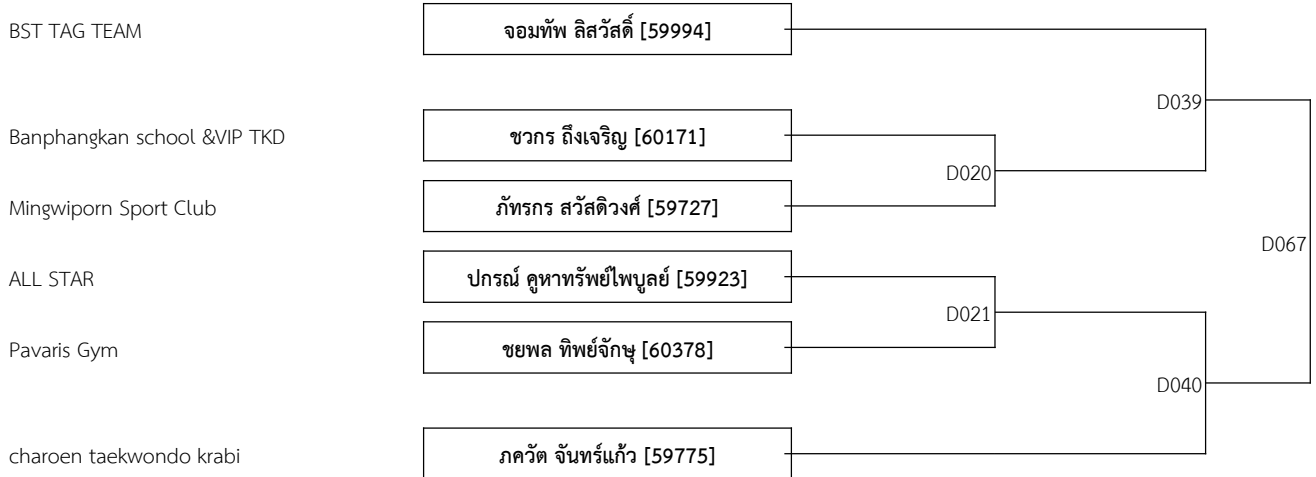 BST TAG TEAM
จอมทัพ ลิสวัสดิ์ [59994]
D039
Banphangkan school &VIP TKD
ชวกร ถึงเจริญ [60171]
D020
Mingwiporn Sport Club
ภัทรกร สวัสดิวงศ์ [59727]
D067
ALL STAR
ปกรณ์ คูหาทรัพย์ไพบูลย์ [59923]
D021
Pavaris Gym
ชยพล ทิพย์จักษุ [60378]
D040
charoen taekwondo krabi
ภควัต จันทร์แก้ว [59775]